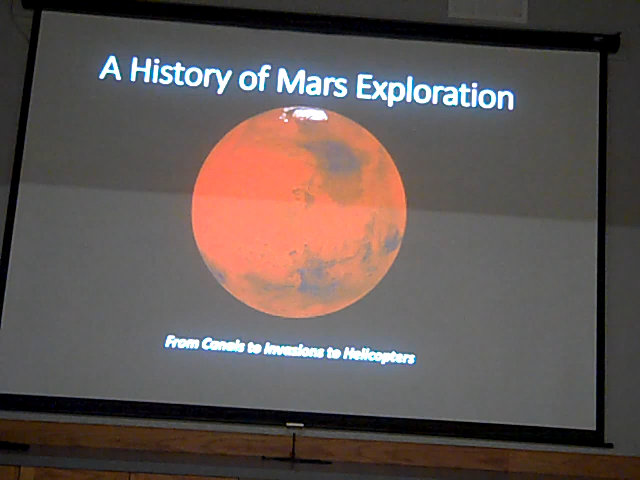 A History of Mars Exploration
From Canals to Invasions to Helicopters